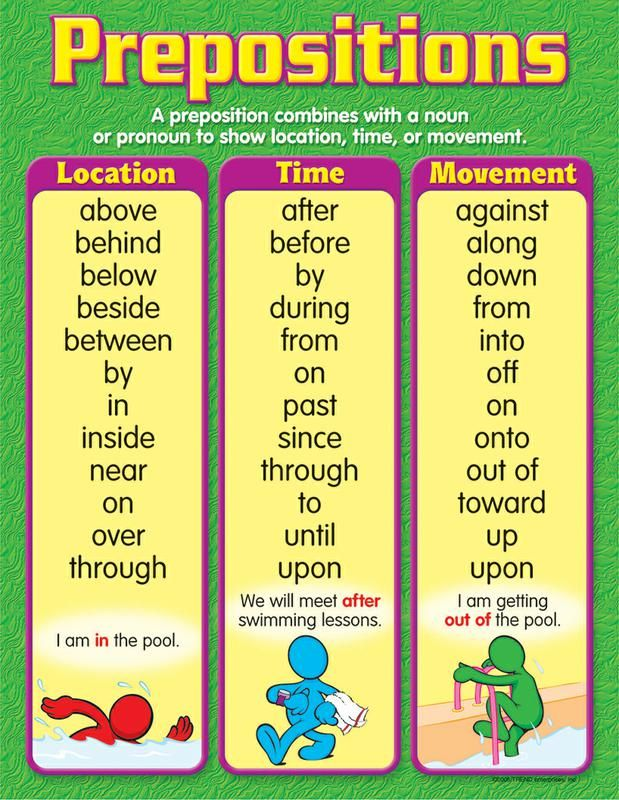 Prepositions
A preposition combines with a noun
or pronoun to show location, time, or movement.
Location
above
behind
below
beside
between
by
in
inside
near
on
over
through
I am in the pool.
Time
after
before
by
during
from
on
past
since
through
to
until
upon
We will meet after
swimming lessons.
Movement
against
along
down
from
into
off
on
onto
out of
toward
up
upon
I am getting
out of the pool.
TREND enterprises, Inc.